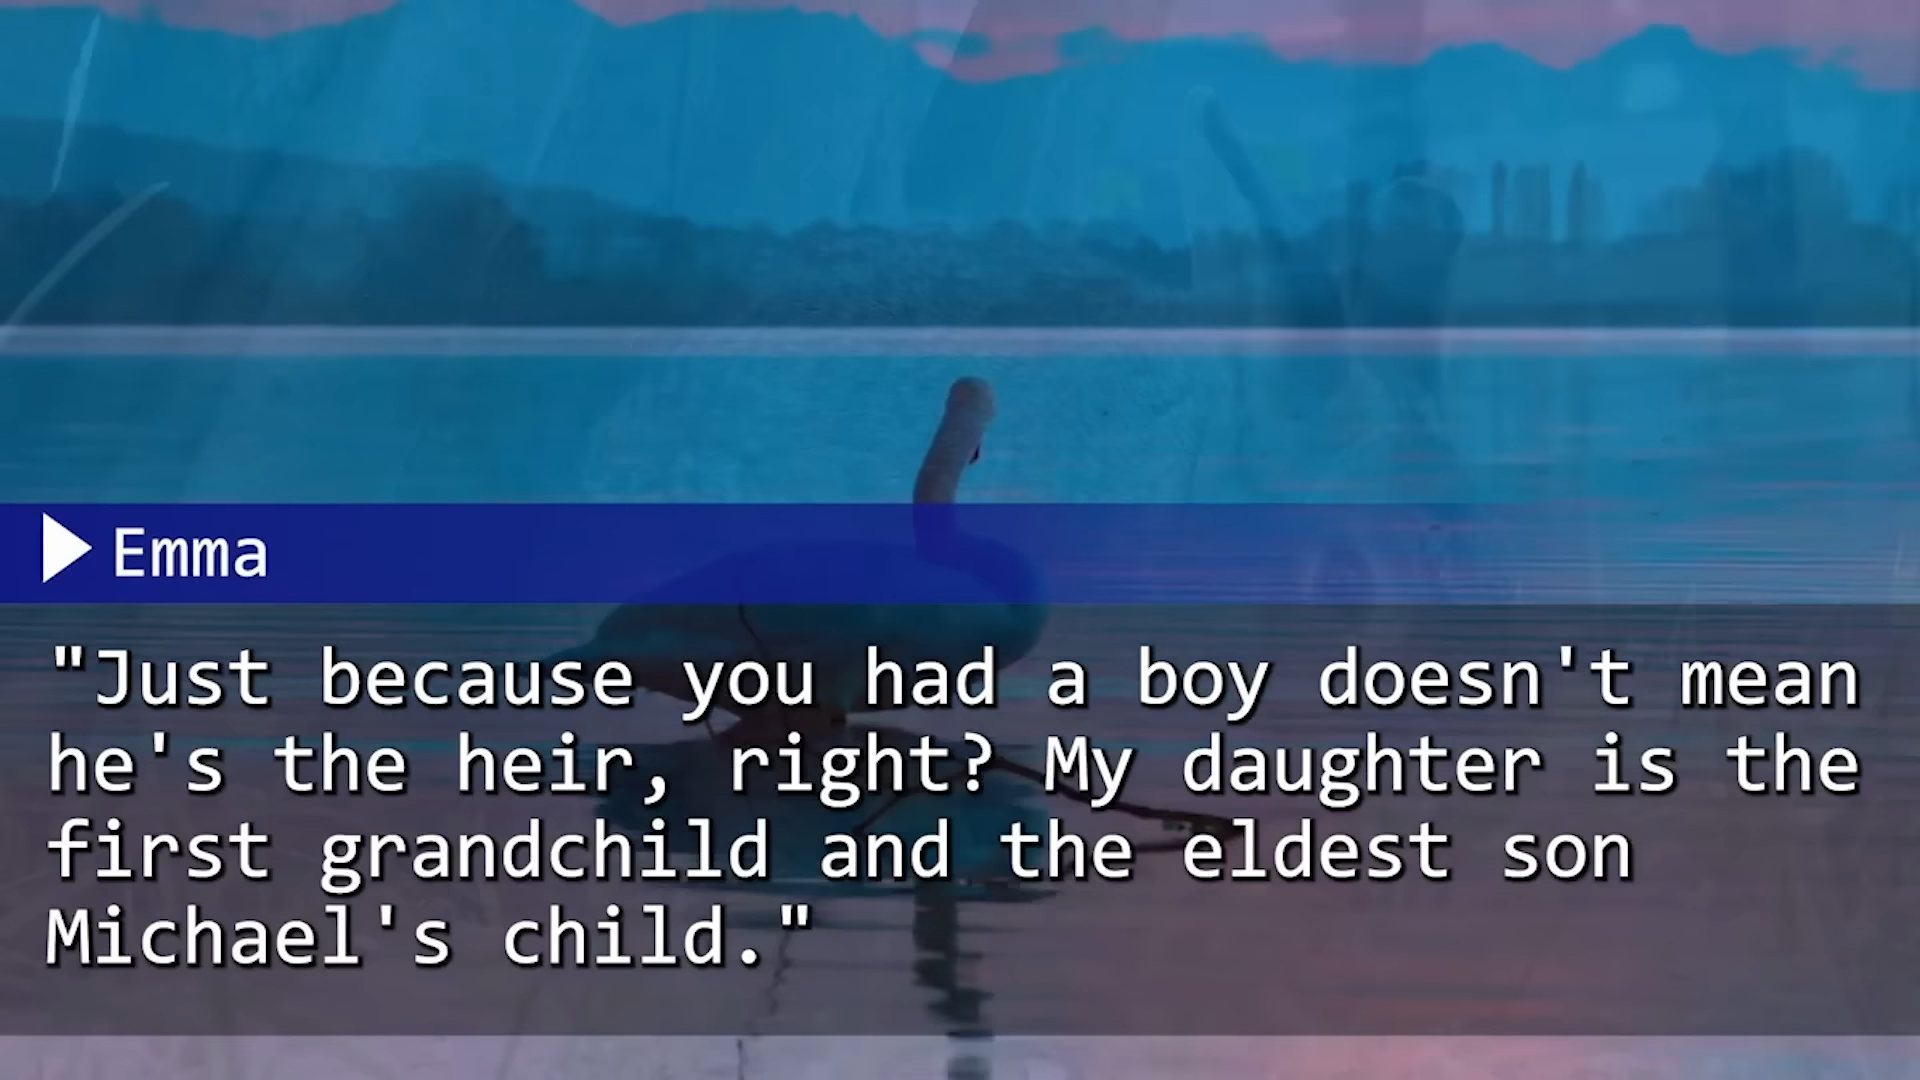 Emma
"Just because you had a boy doesn't mean
he's the heir, right? My daughter is the
first grandchild and the eldest son
Michael's child."